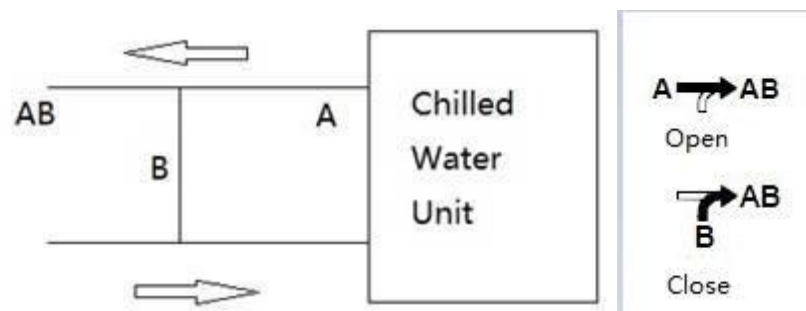 AB
A
B
Chilled
Water
Unit
A AB
Open
AB
B
Close